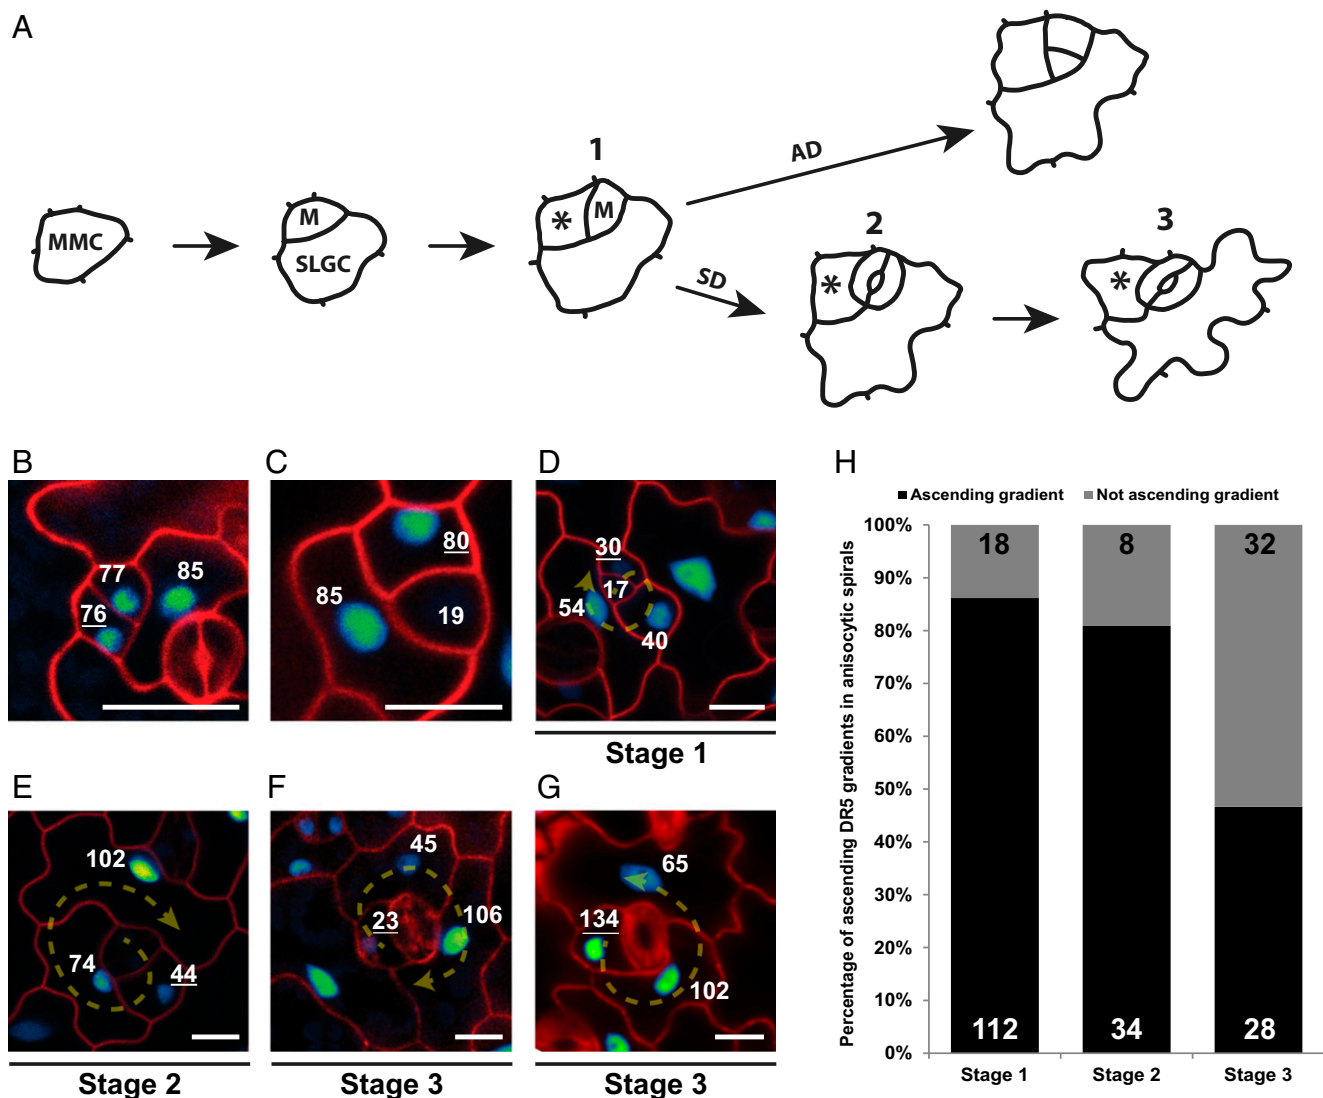 A
MMC
M
SLGC
1
*
M
AD
SD
2
*
3
*
B
77
85
76
C
80
85
19
D
30
17
54
40
Stage 1
E
102
74
44
Stage 2
F
45
23
106
Stage 3
G
65
134
102
Stage 3
H
Ascending gradient
Not ascending gradient
Percentage of ascending DR5 gradients in anisocytic spirals
100%
90%
80%
70%
60%
50%
40%
30%
20%
10%
0%
18
8
32
112
34
28
Stage 1
Stage 2
Stage 3